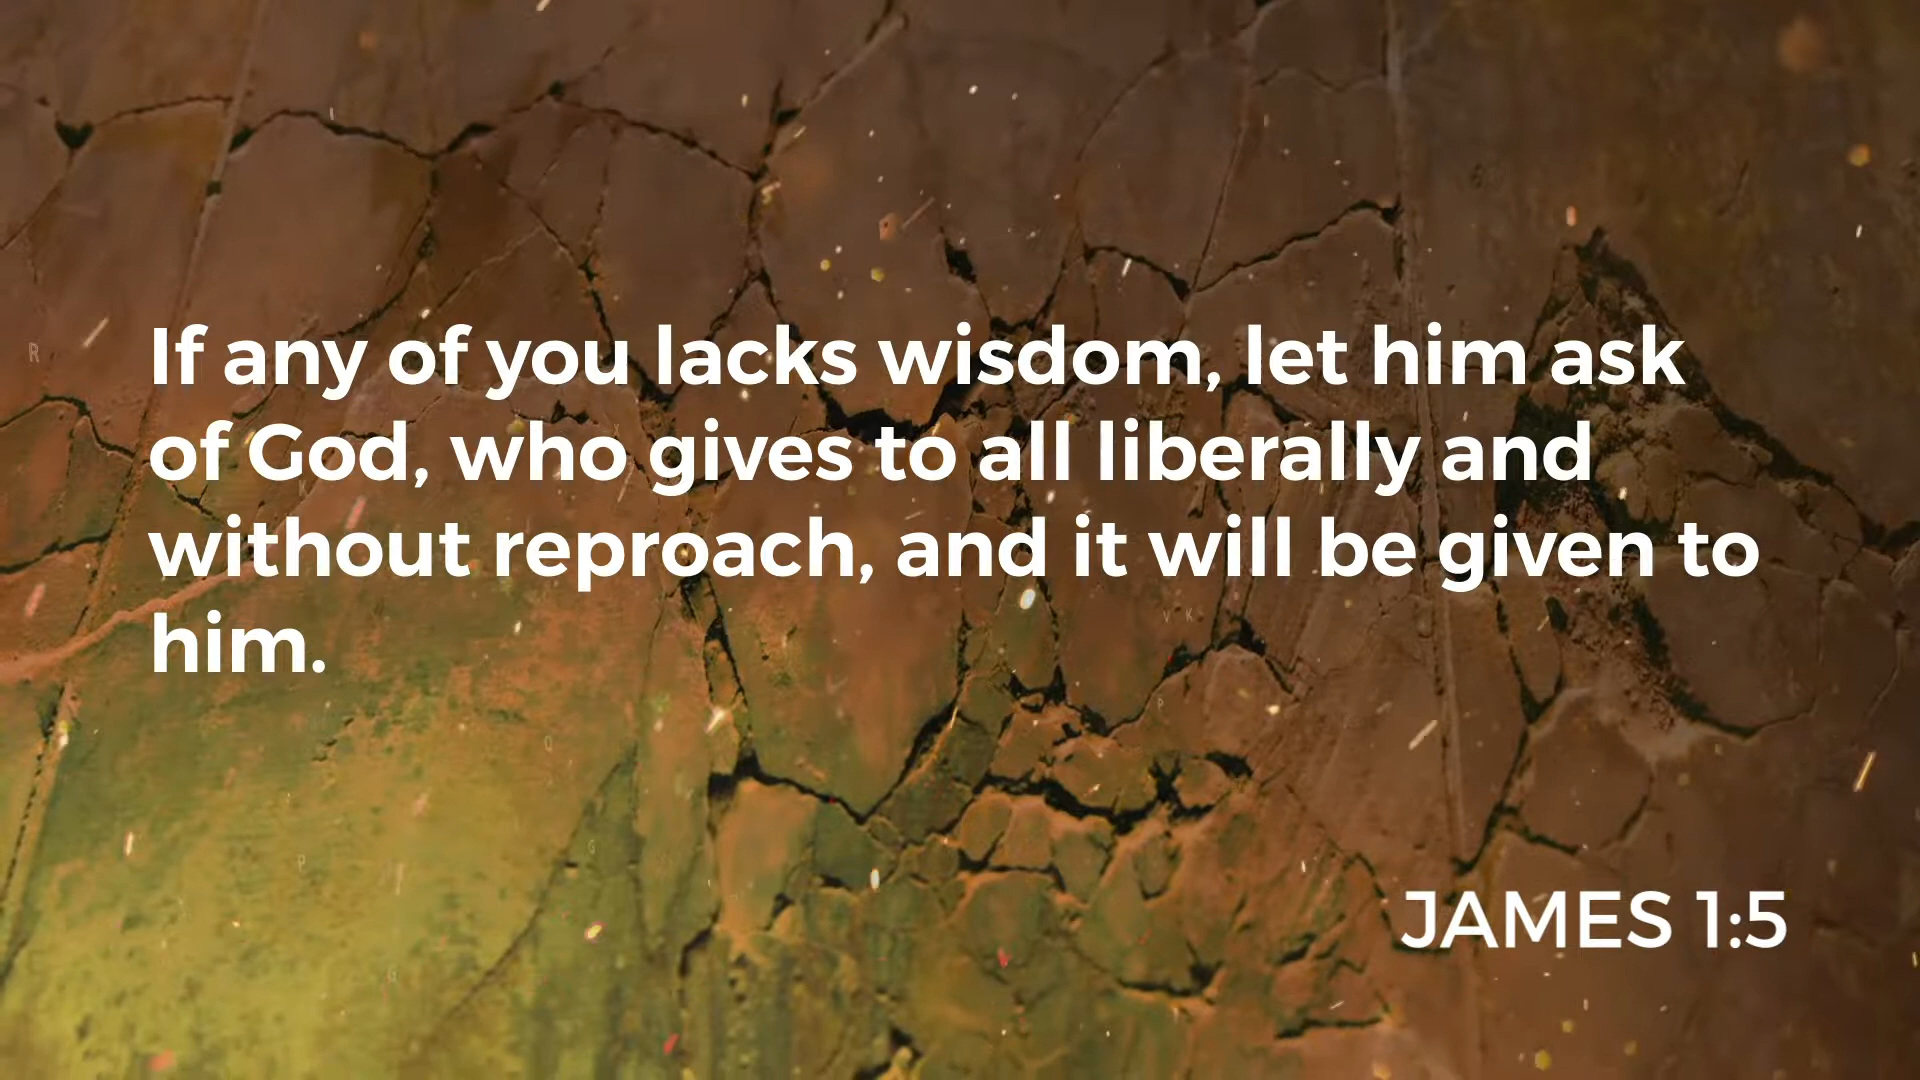 If any of you lacks wisdom, let him ask
of God, who gives to all liberally and
without reproach, and it will be given to
him.
JAMES 1:5